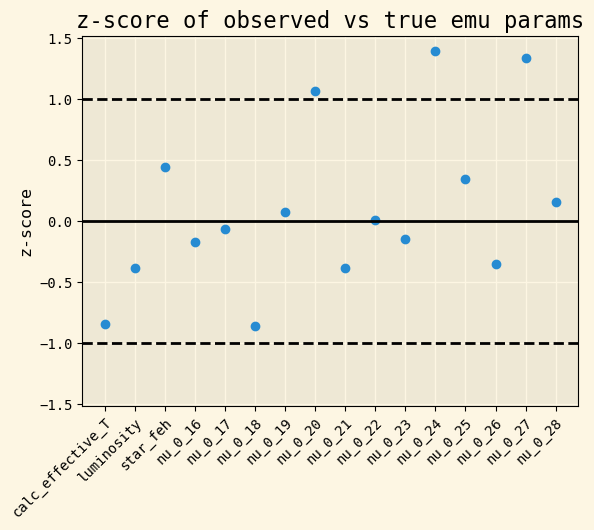 z-score of observed vs true emu params
z-score
1.5
1.0
0.5
0.0
−0.5
−1.0
−1.5
calc_effective_T
luminosity
star_feh
nu_0_16
nu_0_17
nu_0_18
nu_0_19
nu_0_20
nu_0_21
nu_0_22
nu_0_23
nu_0_24
nu_0_25
nu_0_26
nu_0_27
nu_0_28